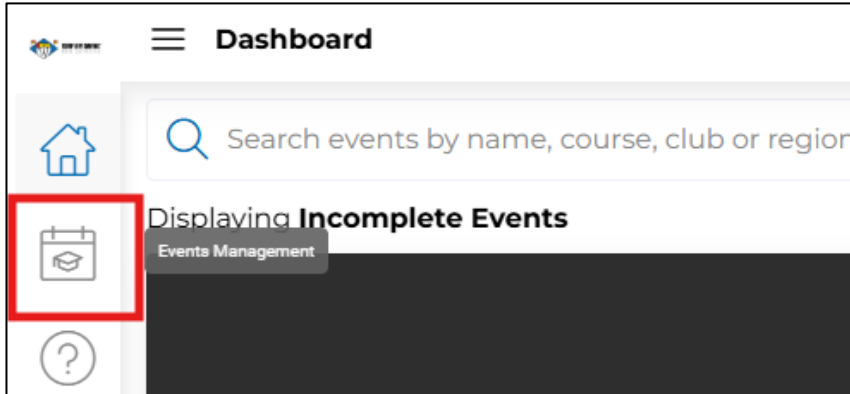 Dashboard
Search events by name, course, club or region
Displaying Incomplete Events
Events Management
?